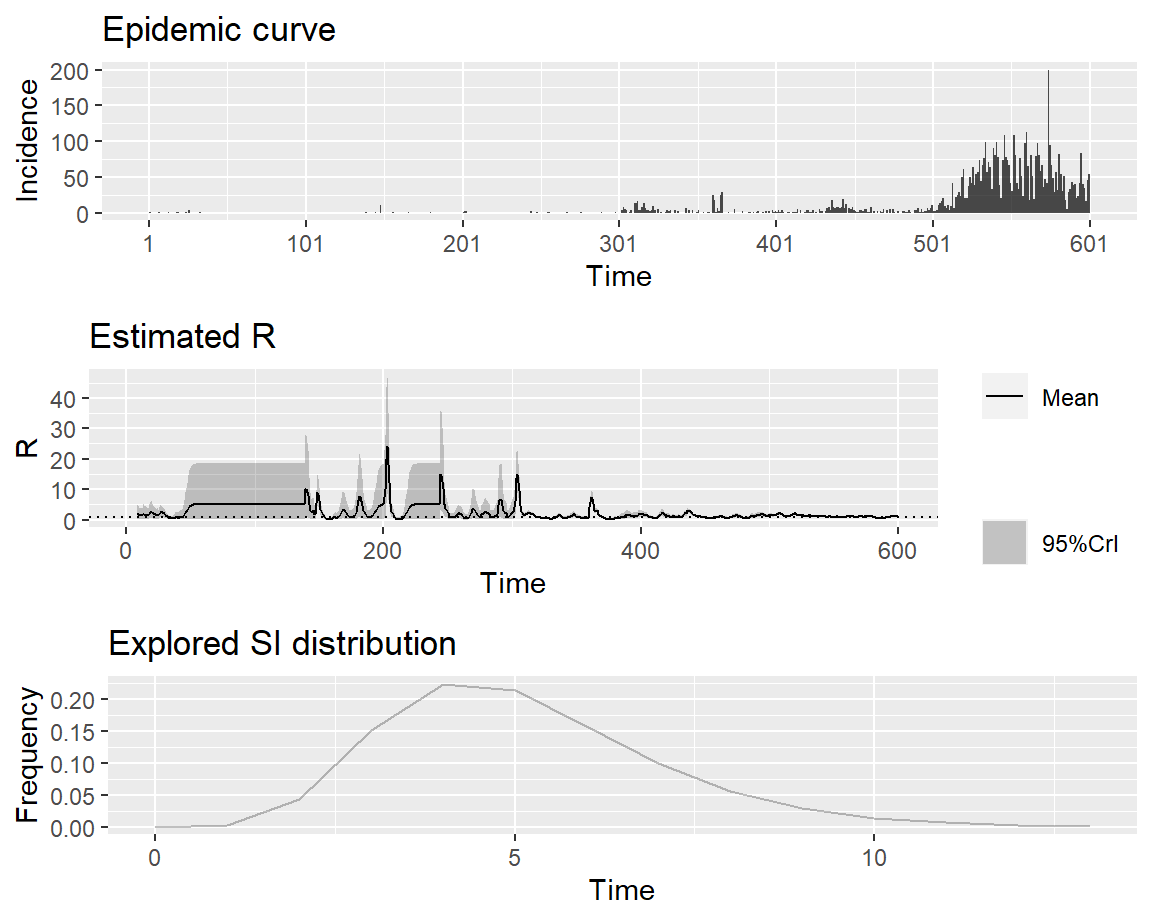 Epidemic curve
Incidence
200
150
100
50
0
1 101 201 301 401 501 601
Time
Estimated R
R
40
30
20
10
0
0 200 400 600
Time
Mean
95%CrI
Explored SI distribution
Frequency
0.20
0.15
0.10
0.05
0.00
0 5 10
Time